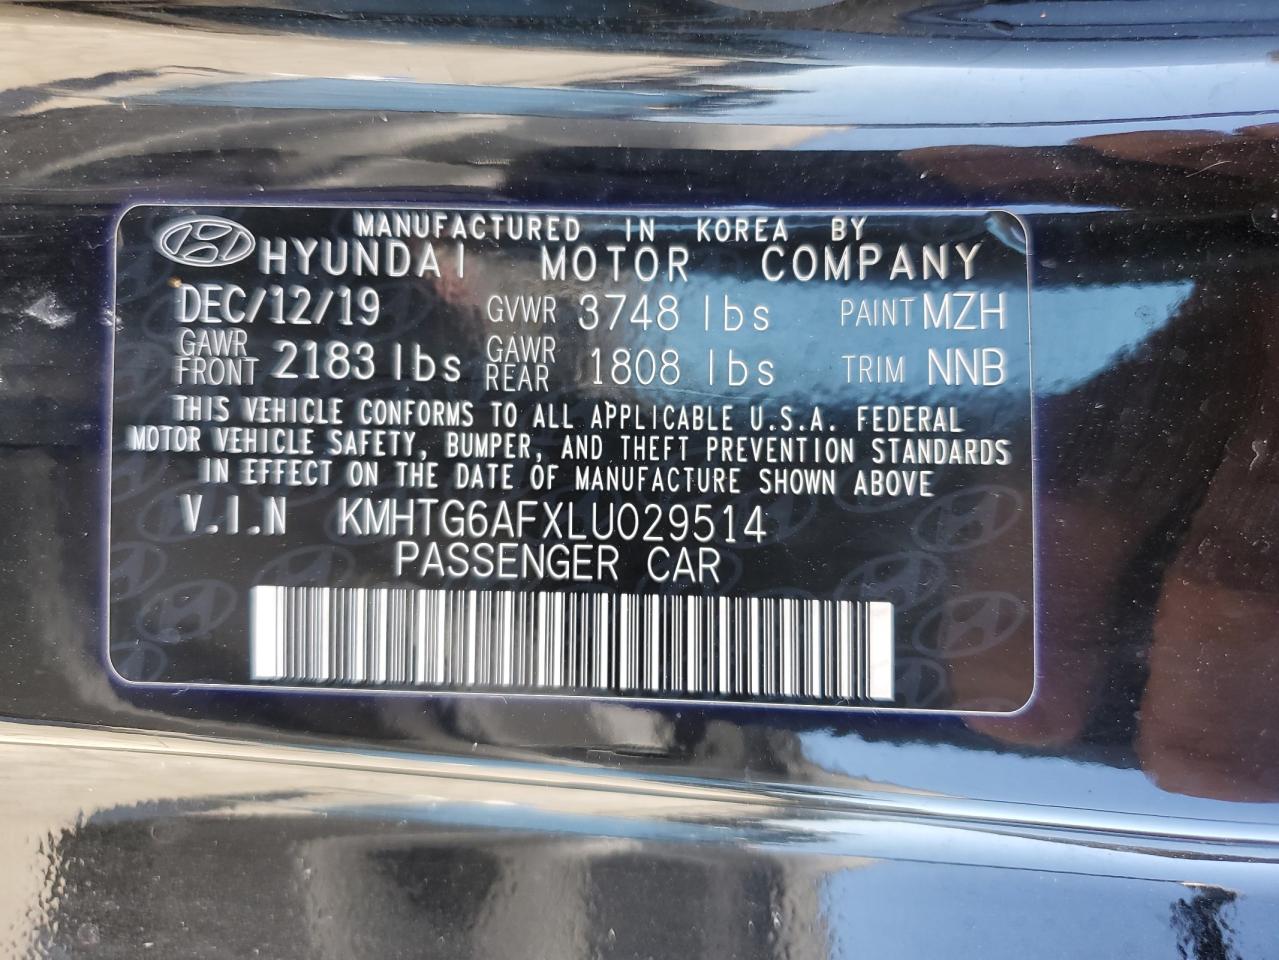 MANUFACTURED IN KOREA BY
HYUNDAI MOTOR COMPANY
DEC/12/19 GVWR 3748 lbs PAINT MZH
GAWR FRONT 2183 lbs GAWR REAR 1808 lbs TRIM NNB
THIS VEHICLE CONFORMS TO ALL APPLICABLE U.S.A. FEDERAL
MOTOR VEHICLE SAFETY, BUMPER, AND THEFT PREVENTION STANDARDS
IN EFFECT ON THE DATE OF MANUFACTURE SHOWN ABOVE
V.I.N KMHTG6AFXLU029514
PASSENGER CAR